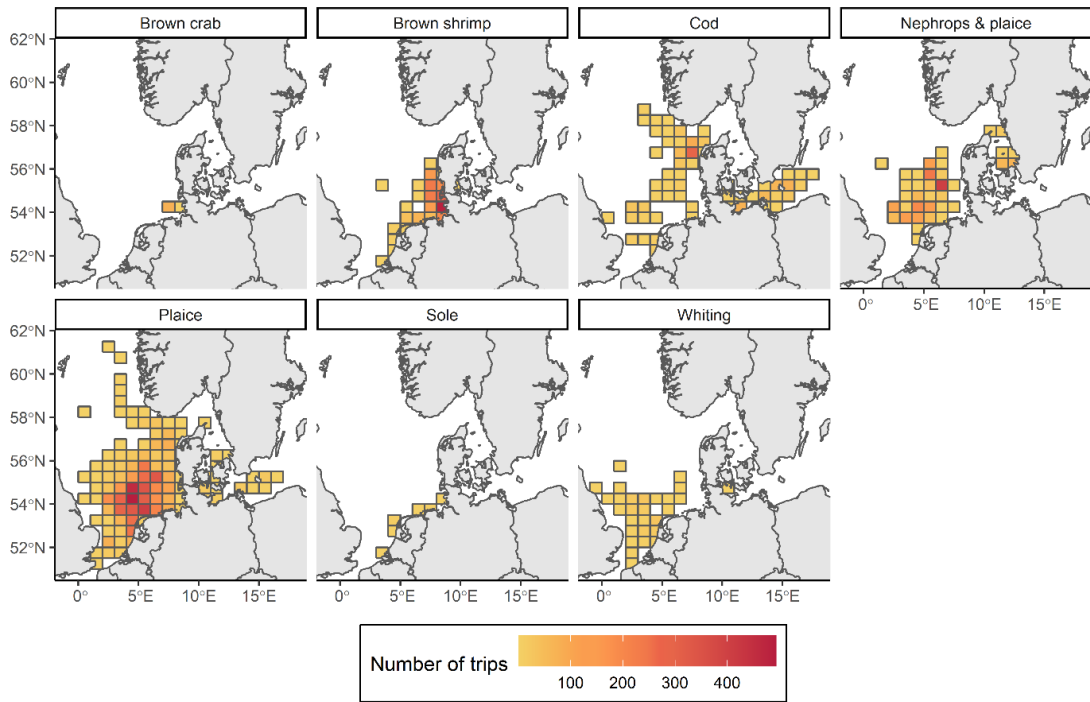 Brown crab
Brown shrimp
Cod
Nephrops & plaice
62°N
60°N
58°N
56°N
54°N
52°N
0° 5°E 10°E 15°E
Plaice
Sole
Whiting
62°N
60°N
58°N
56°N
54°N
52°N
0° 5°E 10°E 15°E
0° 5°E 10°E 15°E
0° 5°E 10°E 15°E
Number of trips
100 200 300 400